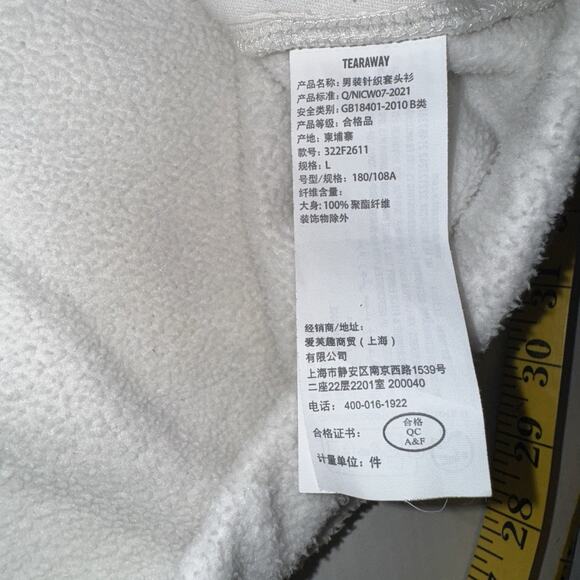 TEARAWAY
产品名称: 男装针织套头衫
产品标准: Q/NICW07-2021
安全类别: GB18401-2010 B类
产品等级: 合格品
产地: 柬埔寨
款号: 322F2611
规格: L
号型/规格: 180/108A
纤维含量:
大身: 100% 聚酯纤维
装饰物除外
经销商/地址:
爱芙趣商贸(上海)
有限公司
上海市静安区南京西路1539号
二座22层2201室 200040
电话: 400-016-1922
合格证书: 合格
QC
A&F
计量单位: 件
31
30
29
28